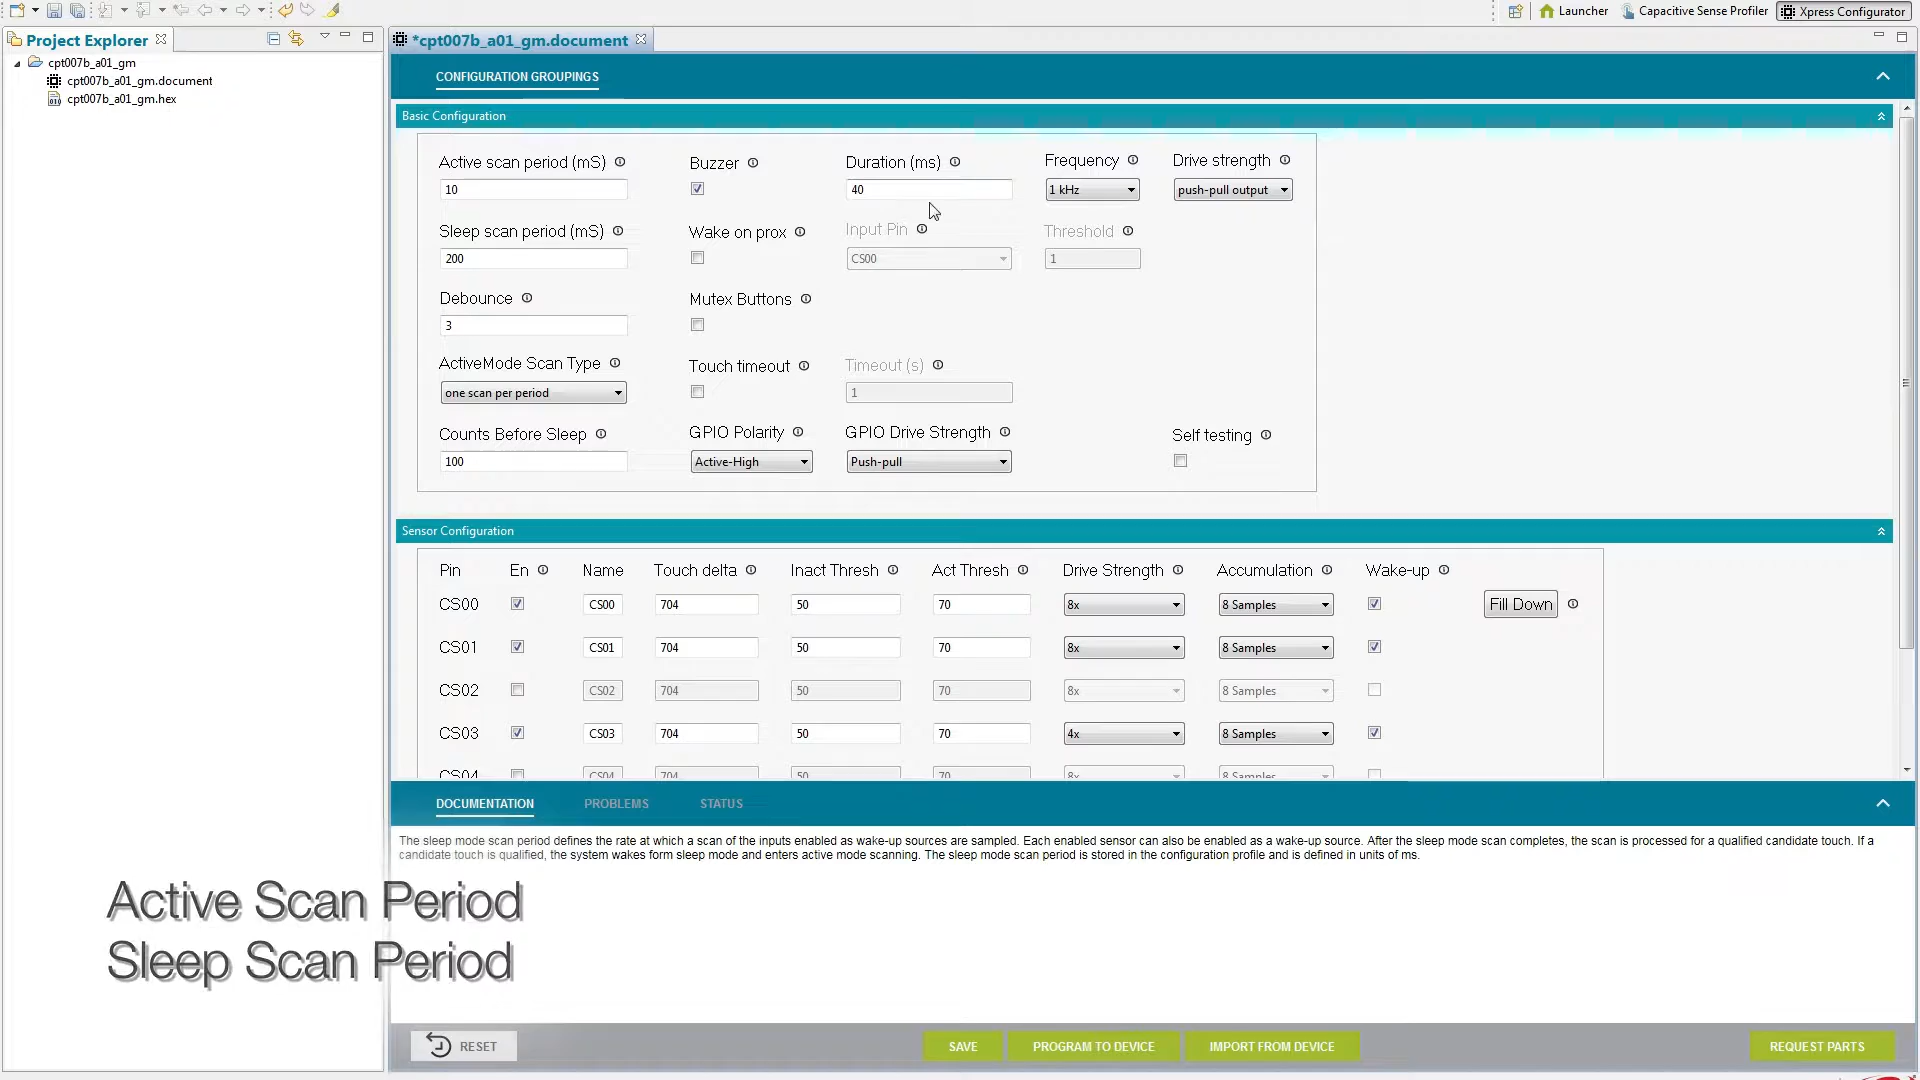 Launcher
Capacitive Sense Profiler
Xpress Configurator
Project Explorer
*cpt007b_a01_gm.document
cpt007b_a01_gm
cpt007b_a01_gm.document
cpt007b_a01_gm.hex
CONFIGURATION GROUPINGS
Basic Configuration
Active scan period (mS)
Buzzer
Duration (ms)
Frequency
Drive strength
10
40
1 kHz
push-pull output
Sleep scan period (mS)
Wake on prox
Input Pin
Threshold
200
CS00
1
Debounce
Mutex Buttons
3
ActiveMode Scan Type
Touch timeout
Timeout (s)
one scan per period
1
Counts Before Sleep
GPIO Polarity
GPIO Drive Strength
Self testing
100
Active-High
Push-pull
Sensor Configuration
Pin En Name Touch delta Inact Thresh Act Thresh Drive Strength Accumulation Wake-up
CS00 CS00 704 50 70 8x 8 Samples Fill Down
CS01 CS01 704 50 70 8x 8 Samples
CS02 CS02 704 50 70 8x 8 Samples
CS03 CS03 704 50 70 4x 8 Samples
CS04 CS04 704 50 70 8x 8 Samples
DOCUMENTATION PROBLEMS STATUS
The sleep mode scan period defines the rate at which a scan of the inputs enabled as wake-up sources are sampled. Each enabled sensor can also be enabled as a wake-up source. After the sleep mode scan completes, the scan is processed for a qualified candidate touch. If a
candidate touch is qualified, the system wakes form sleep mode and enters active mode scanning. The sleep mode scan period is stored in the configuration profile and is defined in units of ms.
Active Scan Period
Sleep Scan Period
RESET
SAVE
PROGRAM TO DEVICE
IMPORT FROM DEVICE
REQUEST PARTS